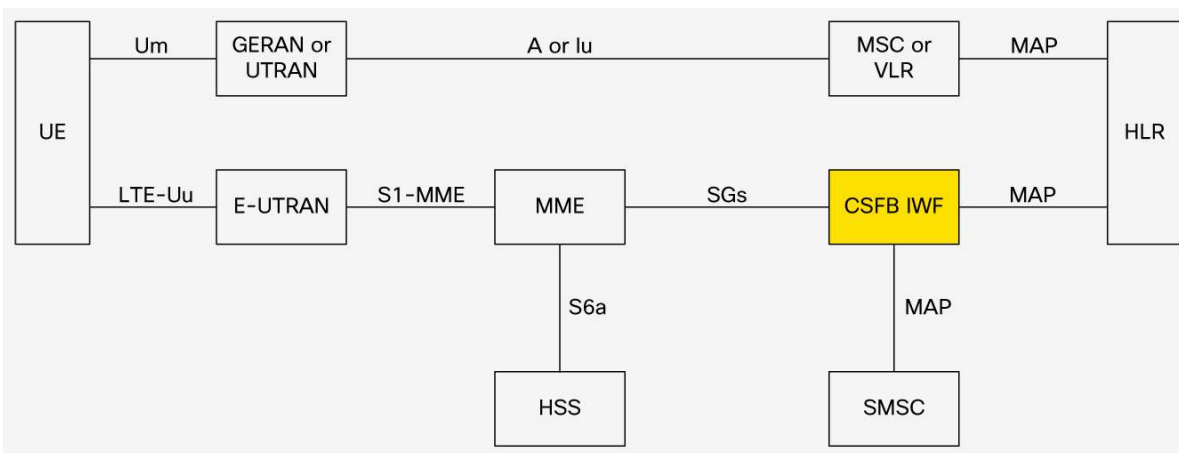 Um
GERAN or
UTRAN
A or Iu
MSC or
VLR
MAP
UE
HLR
LTE-Uu
E-UTRAN
S1-MME
MME
SGs
CSFB IWF
MAP
S6a
MAP
HSS
SMSC